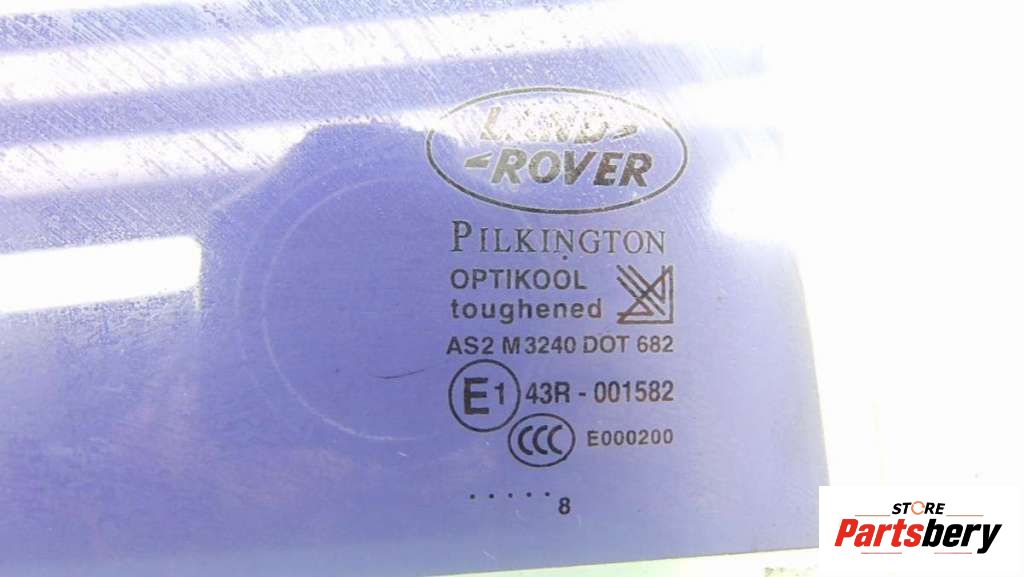 LAND
ROVER
PILKINGTON
OPTIKOOL
toughened
AS2 M3240 DOT 682
E1 43R - 001582
CCC E000200
..... 8
STORE
Partsbery